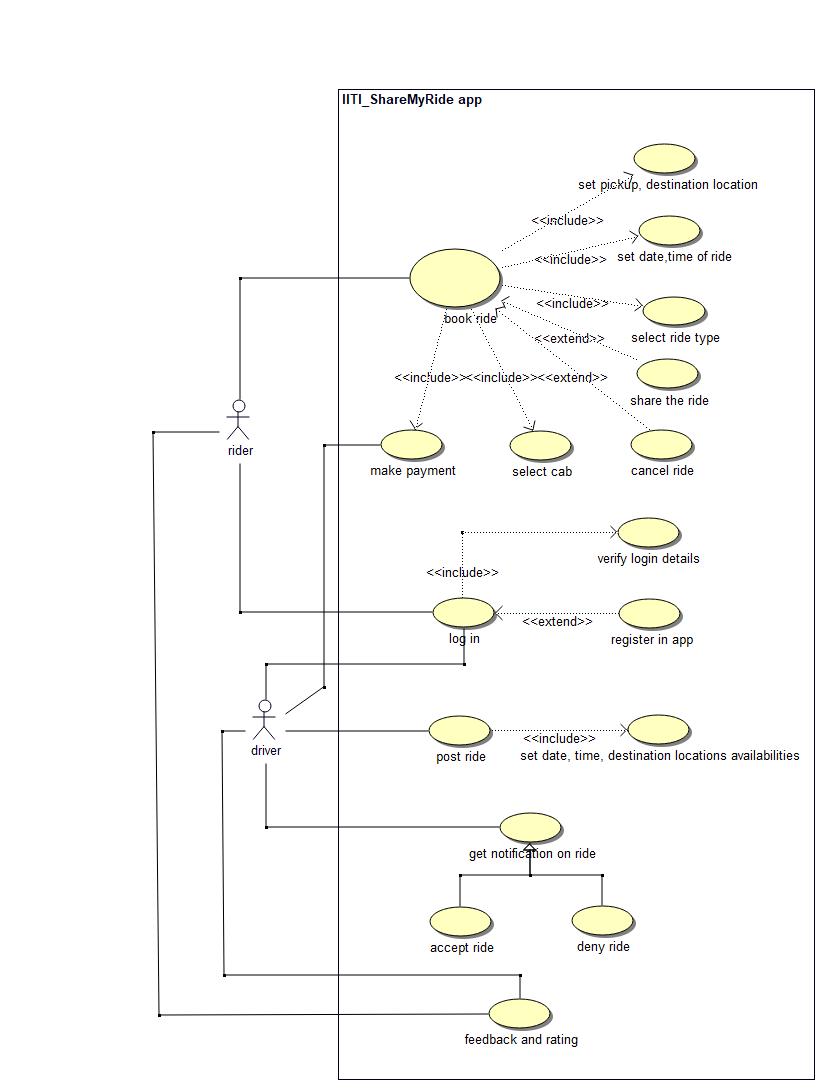 IITI_ShareMyRide app
set pickup, destination location
<<include>>
<<include>>
set date,time of ride
<<include>>
book ride
select ride type
<<extend>>
<<include>>
<<include>>
<<extend>>
share the ride
rider
make payment
select cab
cancel ride
verify login details
<<include>>
<<extend>>
log in
register in app
driver
<<include>>
post ride
set date, time, destination locations availabilities
get notification on ride
accept ride
deny ride
feedback and rating